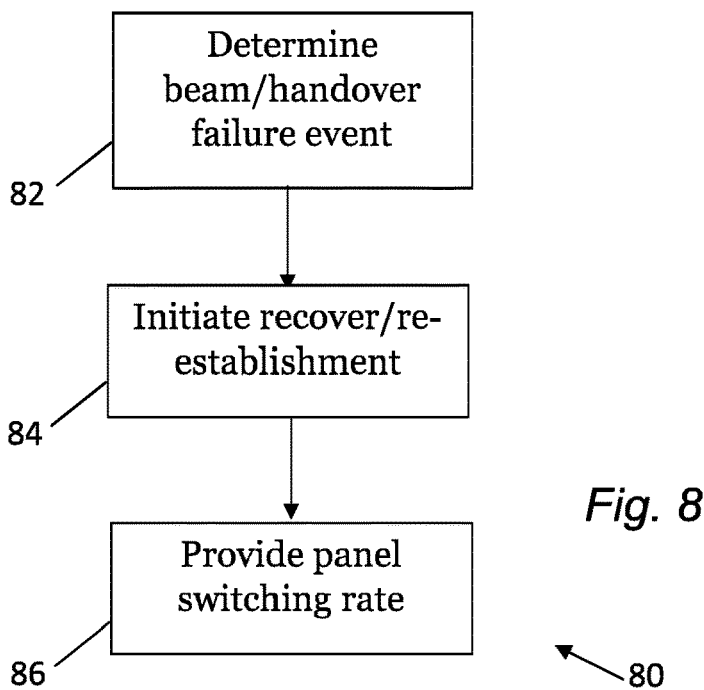 Determine
beam/handover
failure event
82
Initiate recover/re-
establishment
84
Fig. 8
Provide panel
switching rate
86
80